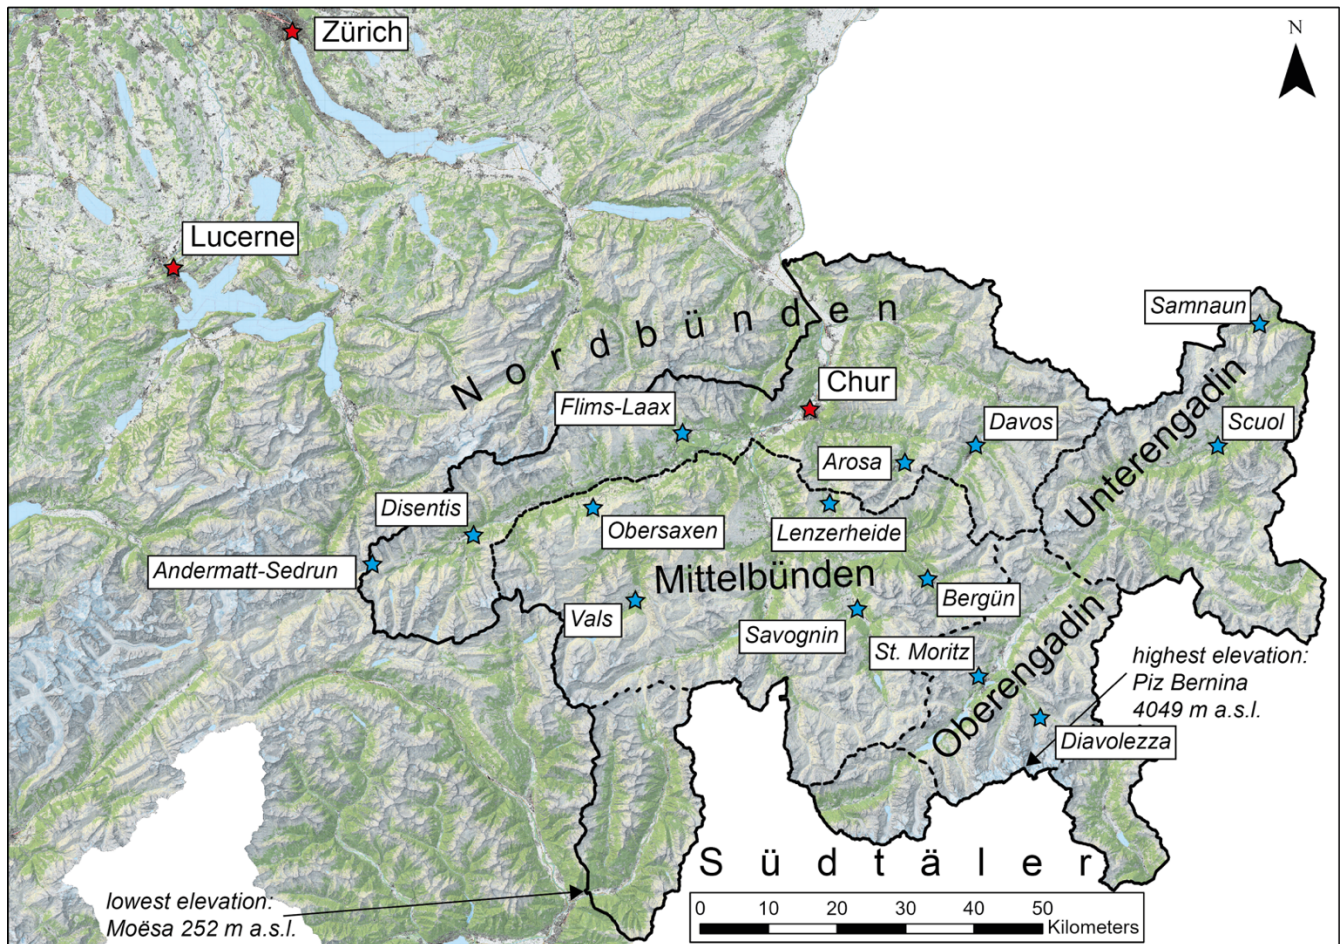 Zürich
N
Lucerne
Samnaun
Nordbünden
Chur
Flims-Laax
Davos
Scuol
Unterengadin
Arosa
Disentis
Obersaxen
Lenzerheide
Andermatt-Sedrun
Mittelbünden
Bergün
Vals
Savognin
St. Moritz
Oberengadin
highest elevation:
Piz Bernina
4049 m a.s.l.
Diavolezza
Südtäler
lowest elevation:
Moësa 252 m a.s.l.
0 10 20 30 40 50
Kilometers